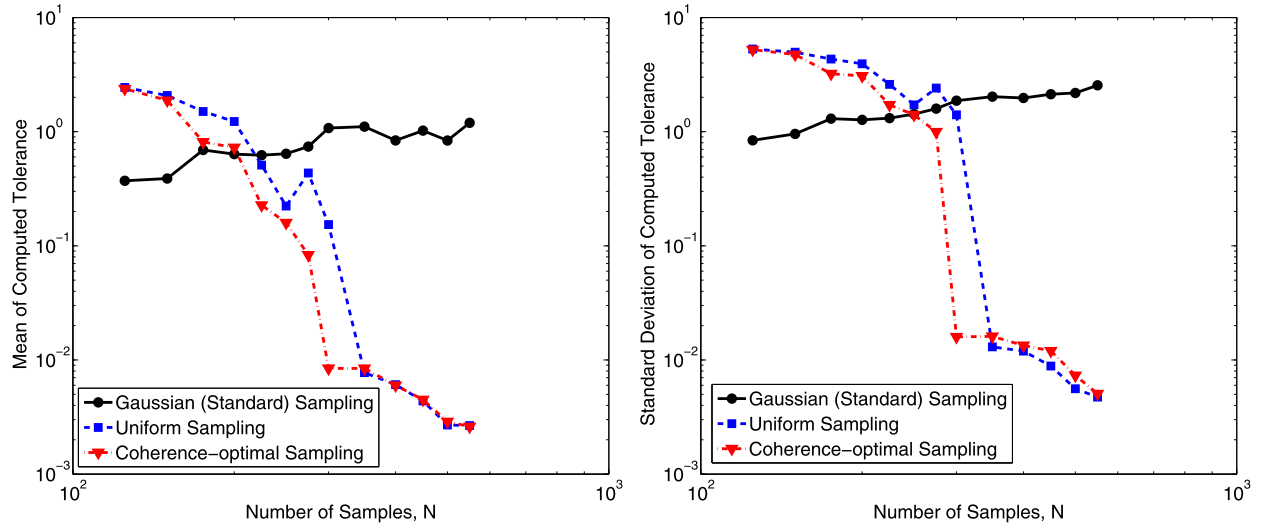 Mean of Computed Tolerance
10^1
10^0
10^-1
10^-2
10^-3
10^2
10^3
Number of Samples, N
Gaussian (Standard) Sampling
Uniform Sampling
Coherence-optimal Sampling
Standard Deviation of Computed Tolerance
10^1
10^0
10^-1
10^-2
10^-3
10^2
10^3
Number of Samples, N
Gaussian (Standard) Sampling
Uniform Sampling
Coherence-optimal Sampling